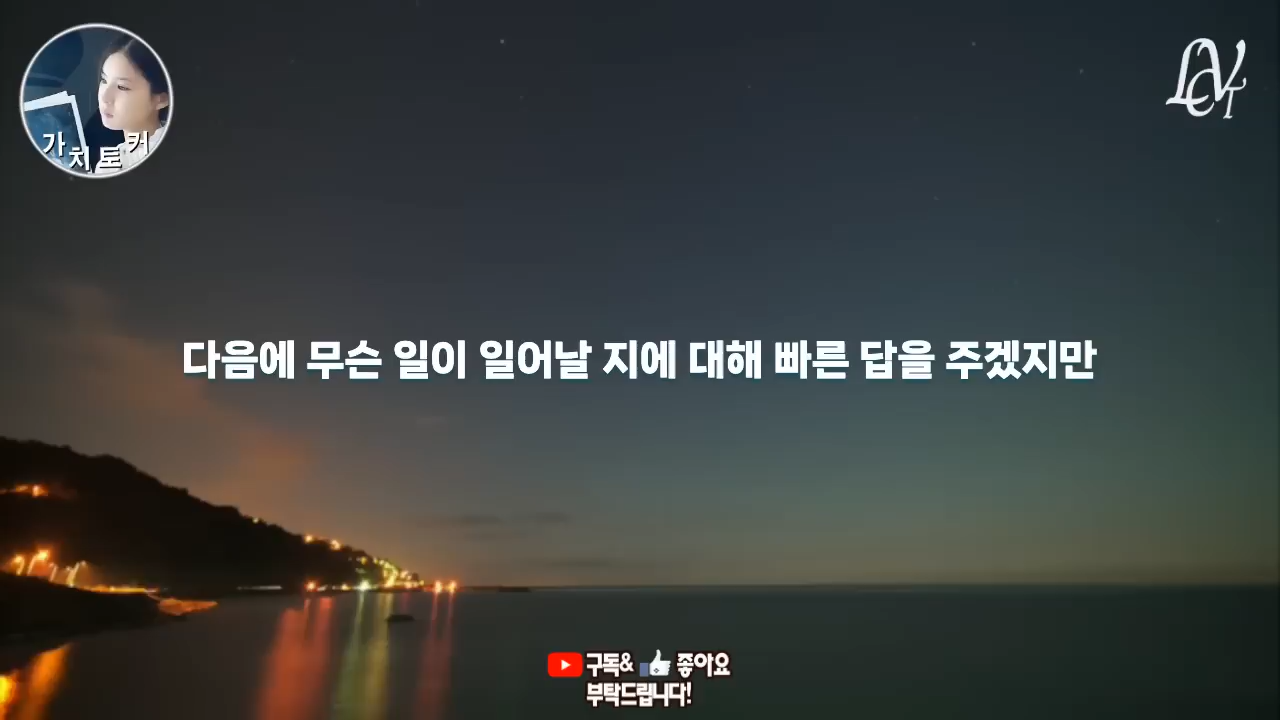 가치토커
LOVT
다음에 무슨 일이 일어날 지에 대해 빠른 답을 주겠지만
구독& 좋아요
부탁드립니다!